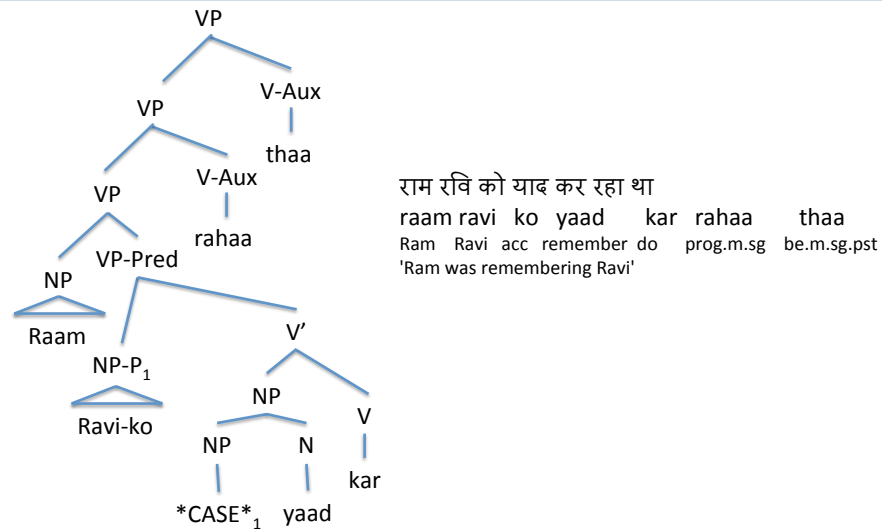 VP
VP
V-Aux
thaa
VP
V-Aux
rahaa
NP
VP-Pred
Raam
NP-P1
V’
Ravi-ko
NP
V
NP
N
kar
*CASE*1
yaad
राम रवि को याद कर रहा था
raam ravi ko yaad kar rahaa thaa
Ram Ravi acc remember do prog.m.sg be.m.sg.pst
'Ram was remembering Ravi'